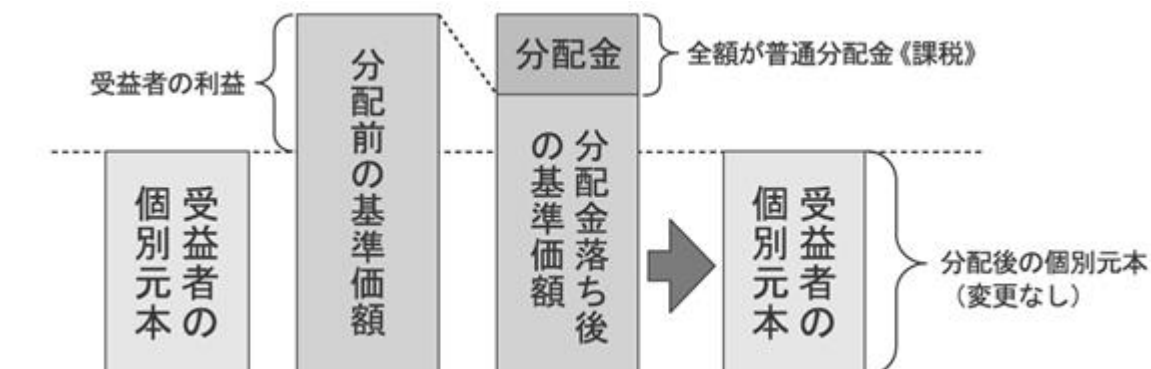 受益者の利益
分配前の基準価額
分配金
全額が普通分配金《課税》
受益者の
個別元本
分配金落ち後
の基準価額
受益者の
個別元本
分配後の個別元本
（変更なし）